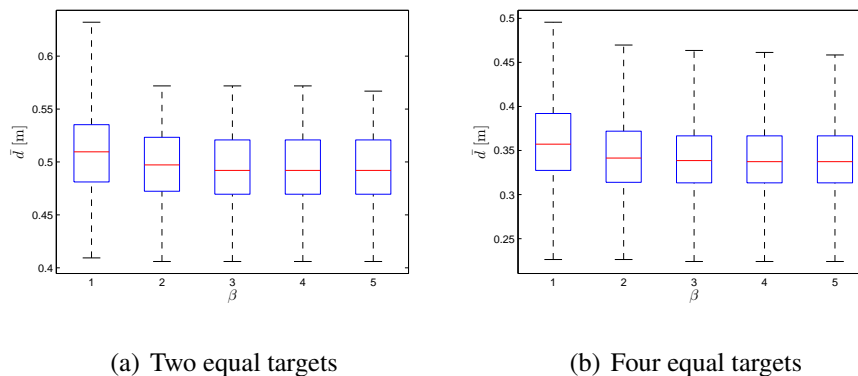 0.6
0.55
0.5
0.45
0.4
d̄ [m]
1 2 3 4 5
β
(a) Two equal targets
0.5
0.45
0.4
0.35
0.3
0.25
d̄ [m]
1 2 3 4 5
β
(b) Four equal targets